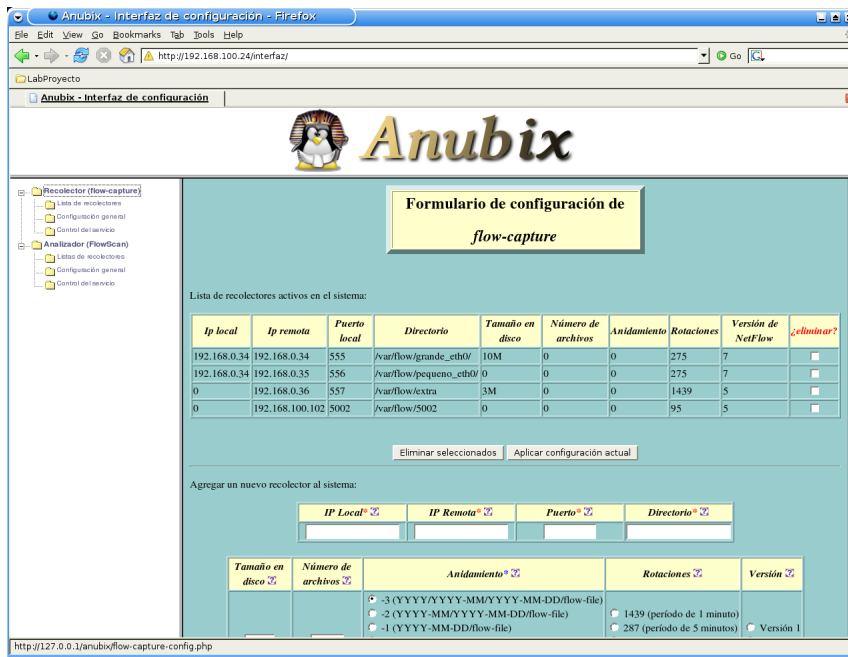 Anubix - Interfaz de configuración - Firefox
File Edit View Go Bookmarks Tab Tools Help
http://192.168.100.24/interfaz/ Go
LabProyecto
Anubix - Interfaz de configuración
Anubix
Recolector (flow-capture)
Lista de recolectores
Configuración general
Control del servicio
Analizador (FlowScan)
Listas de recolectores
Configuración general
Control del servicio
Formulario de configuración de
flow-capture
Lista de recolectores activos en el sistema:
Ip local Ip remota Puerto local Directorio Tamaño en disco Número de archivos Anidamiento Rotaciones Versión de NetFlow ¿eliminar?
192.168.0.34 192.168.0.34 555 /var/flow/grande_eth0/ 10M 0 0 275 7
192.168.0.34 192.168.0.35 556 /var/flow/pequeno_eth0/ 0 0 0 275 7
0 192.168.0.36 557 /var/flow/extra 3M 0 0 1439 5
0 192.168.100.102 5002 /var/flow/5002 0 0 0 95 5
Eliminar seleccionados Aplicar configuración actual
Agregar un nuevo recolector al sistema:
IP Local* ? IP Remota* ? Puerto* ? Directorio* ?
Tamaño en disco ? Número de archivos ? Anidamiento* ? Rotaciones ? Versión ?
-3 (YYYY/YYYY-MM/YYYY-MM-DD/flow-file)
-2 (YYYY-MM/YYYY-MM-DD/flow-file) 1439 (período de 1 minuto)
-1 (YYYY-MM-DD/flow-file) 287 (período de 5 minutos) Versión 1
http://127.0.0.1/anubix/flow-capture-config.php